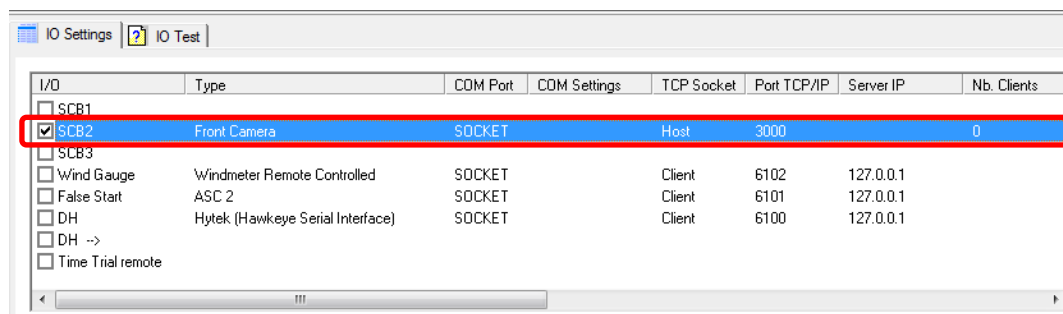 IO Settings ? IO Test
I/O Type COM Port COM Settings TCP Socket Port TCP/IP Server IP Nb. Clients
SCB1
SCB2 Front Camera SOCKET Host 3000 0
SCB3
Wind Gauge Windmeter Remote Controlled SOCKET Client 6102 127.0.0.1
False Start ASC 2 SOCKET Client 6101 127.0.0.1
DH Hytek (Hawkeye Serial Interface) SOCKET Client 6100 127.0.0.1
DH -->
Time Trial remote